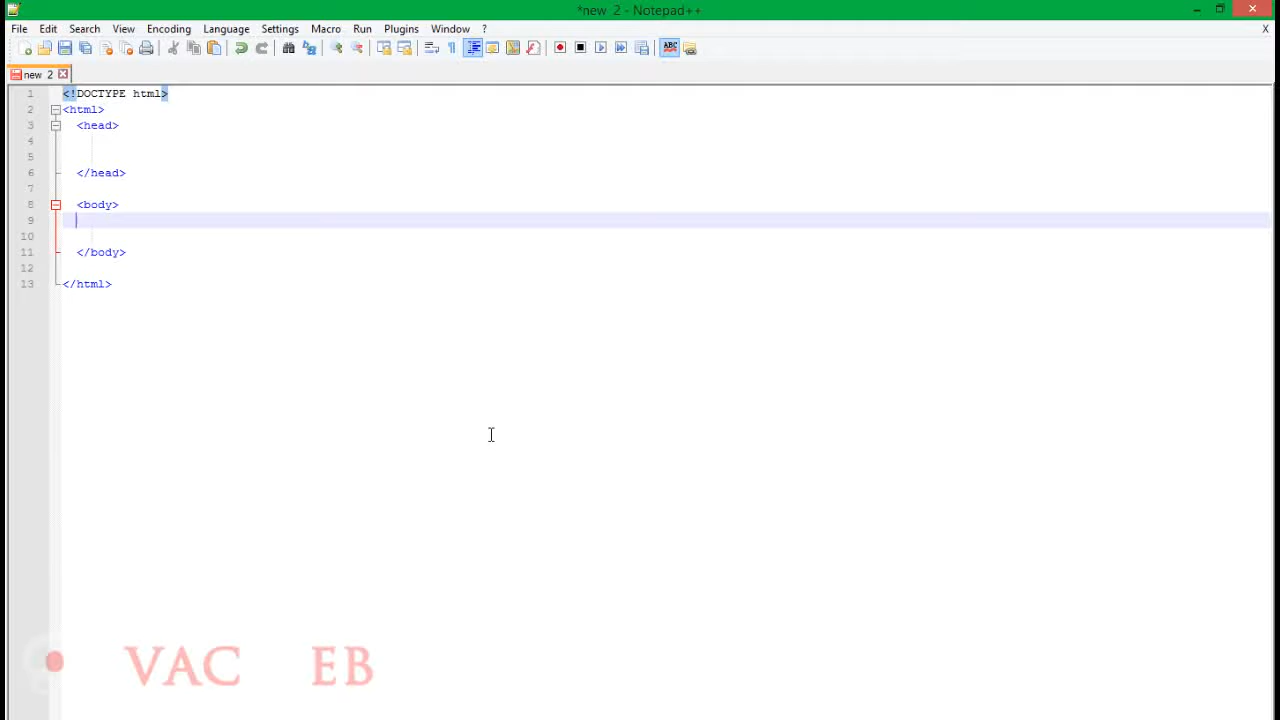 *new 2 - Notepad++
File Edit Search View Encoding Language Settings Macro Run Plugins Window ? X
new 2
1 <!DOCTYPE html>
2 <html>
3 <head>
4
5
6 </head>
7
8 <body>
9
10
11 </body>
12
13 </html>
VAC EB